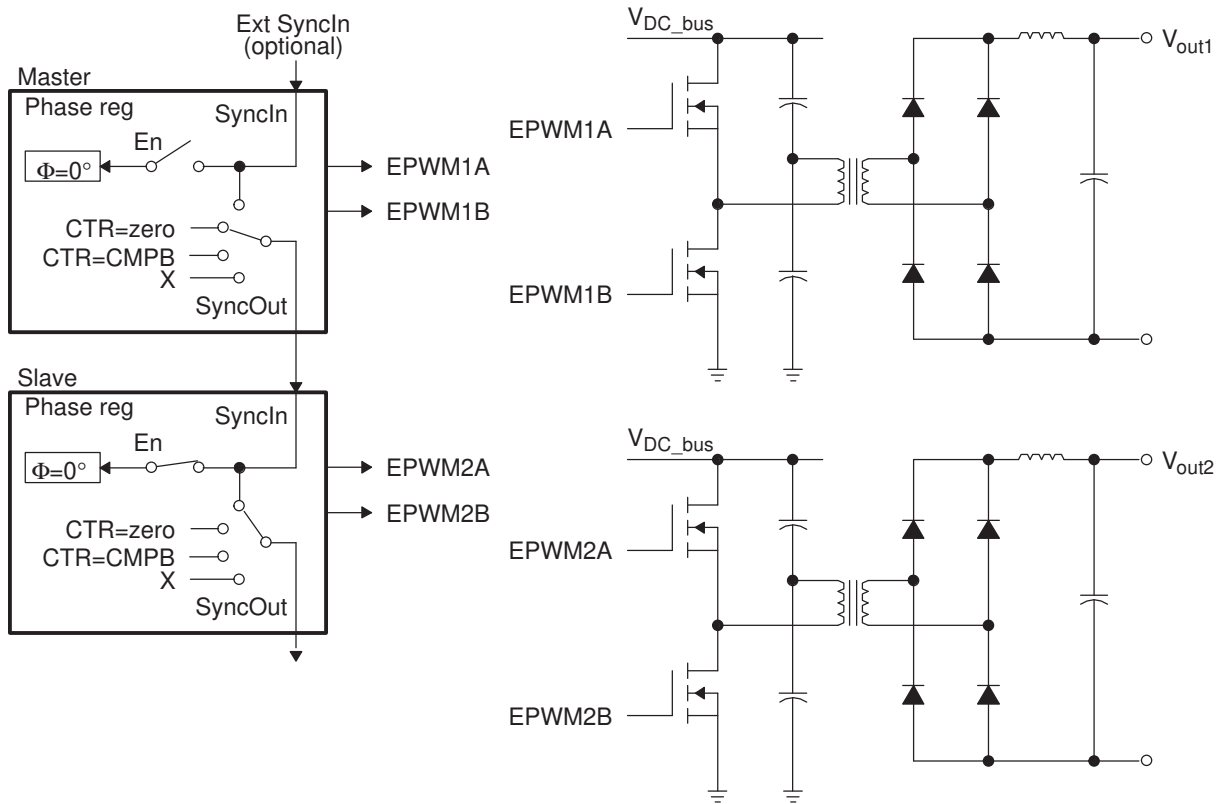 Ext SyncIn
(optional)
Master
Phase reg
SyncIn
En
Φ=0°
EPWM1A
EPWM1B
CTR=zero
CTR=CMPB
X
SyncOut
Slave
Phase reg
SyncIn
En
Φ=0°
EPWM2A
EPWM2B
CTR=zero
CTR=CMPB
X
SyncOut
VDC_bus
Vout1
EPWM1A
EPWM1B
VDC_bus
Vout2
EPWM2A
EPWM2B